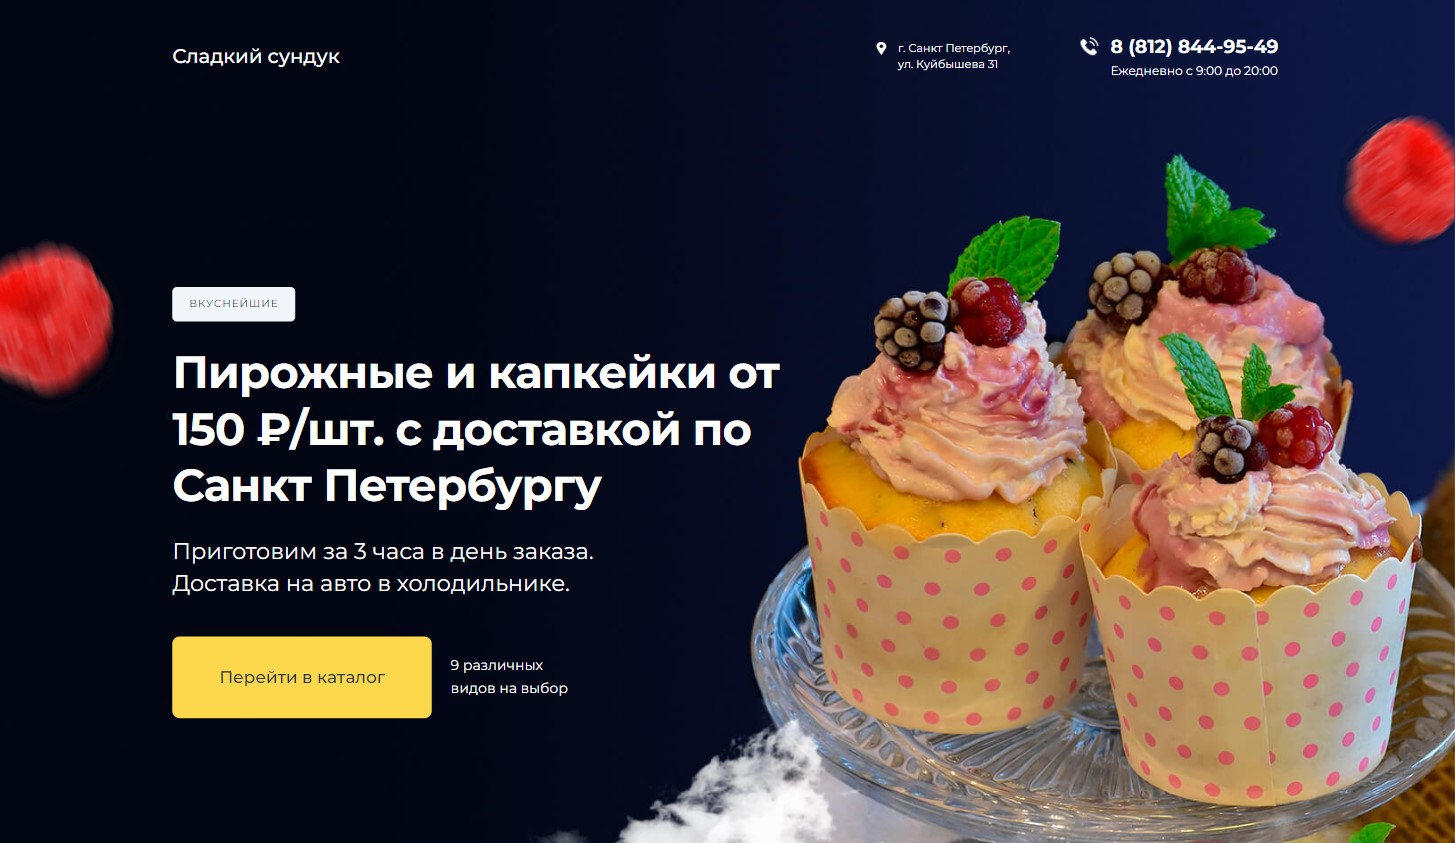 Сладкий сундук
г. Санкт Петербург,
ул. Куйбышева 31
8 (812) 844-95-49
Ежедневно с 9:00 до 20:00
ВКУСНЕЙШИЕ
Пирожные и капкейки от
150 ₽/шт. с доставкой по
Санкт Петербургу
Приготовим за 3 часа в день заказа.
Доставка на авто в холодильнике.
Перейти в каталог
9 различных
видов на выбор